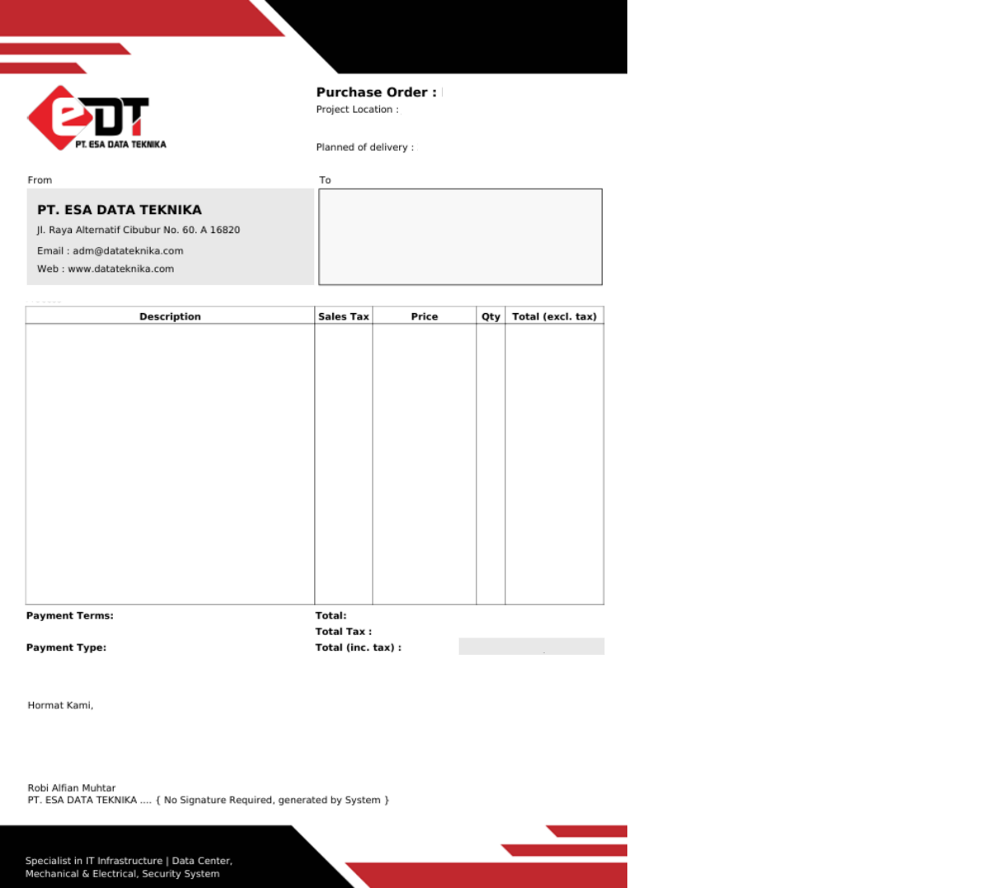 eDT
PT. ESA DATA TEKNIKA
Purchase Order :
Project Location :
Planned of delivery :
From
To
PT. ESA DATA TEKNIKA
Jl. Raya Alternatif Cibubur No. 60. A 16820
Email : adm@datateknika.com
Web : www.datateknika.com
Description Sales Tax Price Qty Total (excl. tax)
Payment Terms:
Total:
Total Tax :
Payment Type:
Total (inc. tax) :
Hormat Kami,
Robi Alfian Muhtar
PT. ESA DATA TEKNIKA .... { No Signature Required, generated by System }
Specialist in IT Infrastructure | Data Center,
Mechanical & Electrical, Security System